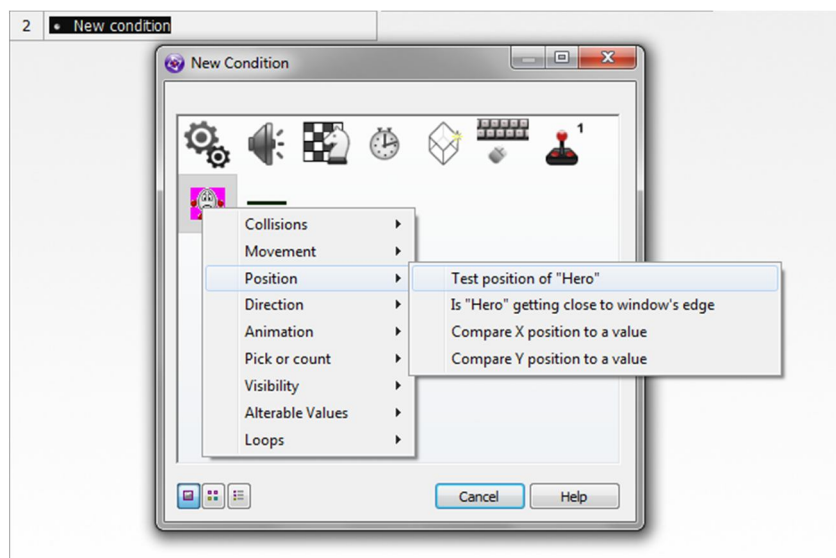 2 • New condition
New Condition
1
Collisions
Movement
Position
Direction
Animation
Pick or count
Visibility
Alterable Values
Loops
Test position of "Hero"
Is "Hero" getting close to window's edge
Compare X position to a value
Compare Y position to a value
Cancel Help